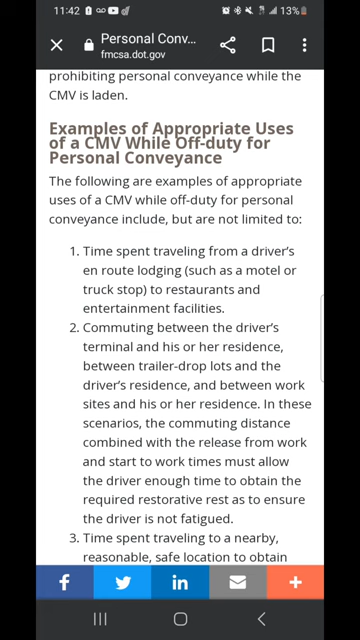 11:42
13%
Personal Conv...
fmcsa.dot.gov
prohibiting personal conveyance while the
CMV is laden.
Examples of Appropriate Uses
of a CMV While Off-duty for
Personal Conveyance
The following are examples of appropriate
uses of a CMV while off-duty for personal
conveyance include, but are not limited to:
1. Time spent traveling from a driver's
en route lodging (such as a motel or
truck stop) to restaurants and
entertainment facilities.
2. Commuting between the driver's
terminal and his or her residence,
between trailer-drop lots and the
driver's residence, and between work
sites and his or her residence. In these
scenarios, the commuting distance
combined with the release from work
and start to work times must allow
the driver enough time to obtain the
required restorative rest as to ensure
the driver is not fatigued.
3. Time spent traveling to a nearby,
reasonable, safe location to obtain